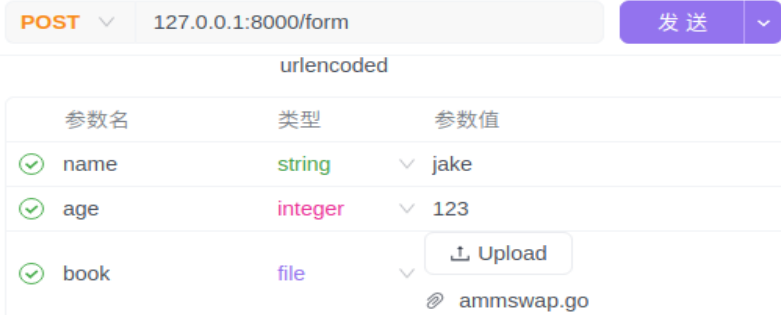 POST 127.0.0.1:8000/form 发送
urlencoded
参数名 类型 参数值
name string jake
age integer 123
Upload
book file
ammswap.go